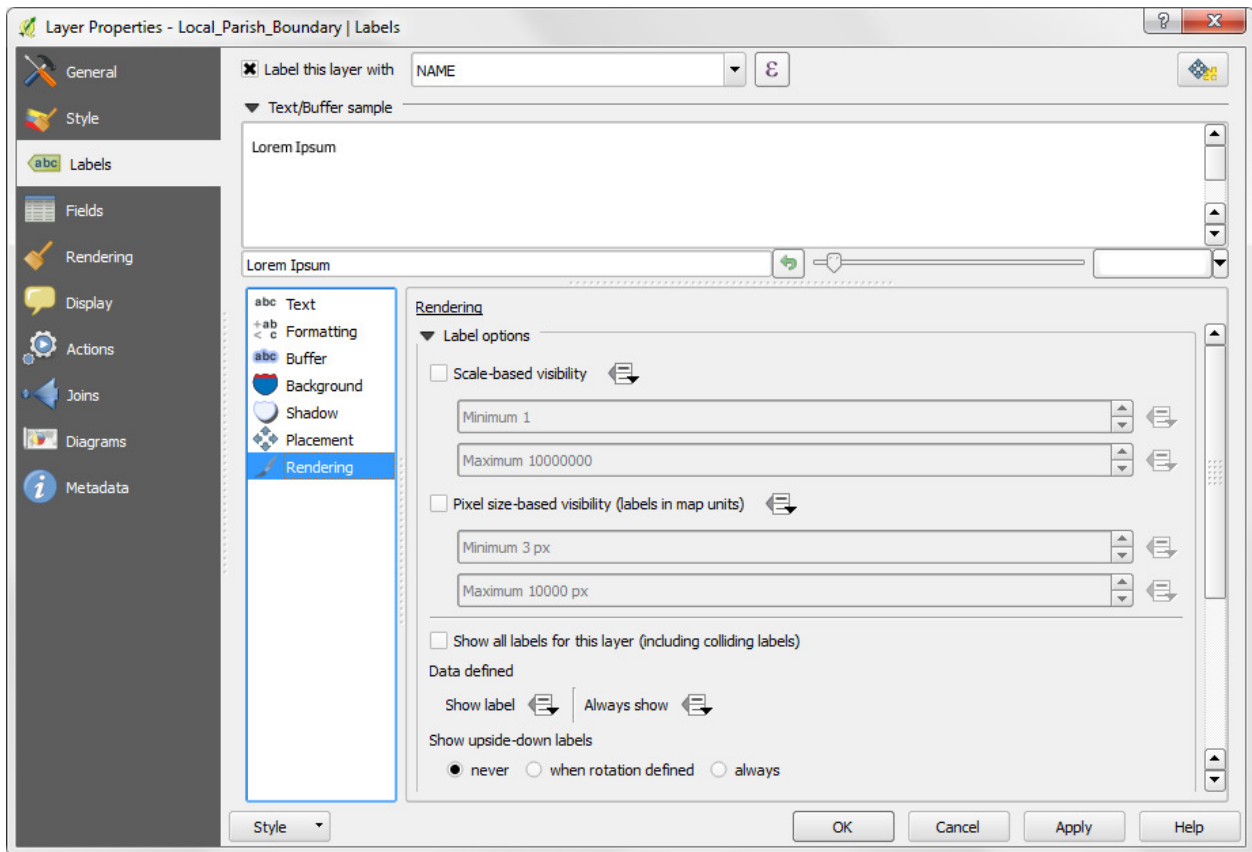 Layer Properties - Local_Parish_Boundary | Labels
General
Style
abc Labels
Fields
Rendering
Display
Actions
Joins
Diagrams
Metadata
Label this layer with NAME ε
Text/Buffer sample
Lorem Ipsum
Lorem Ipsum
abc Text
+ab < c Formatting
abc Buffer
Background
Shadow
Placement
Rendering
Rendering
Label options
Scale-based visibility
Minimum 1
Maximum 10000000
Pixel size-based visibility (labels in map units)
Minimum 3 px
Maximum 10000 px
Show all labels for this layer (including colliding labels)
Data defined
Show label Always show
Show upside-down labels
never when rotation defined always
Style OK Cancel Apply Help